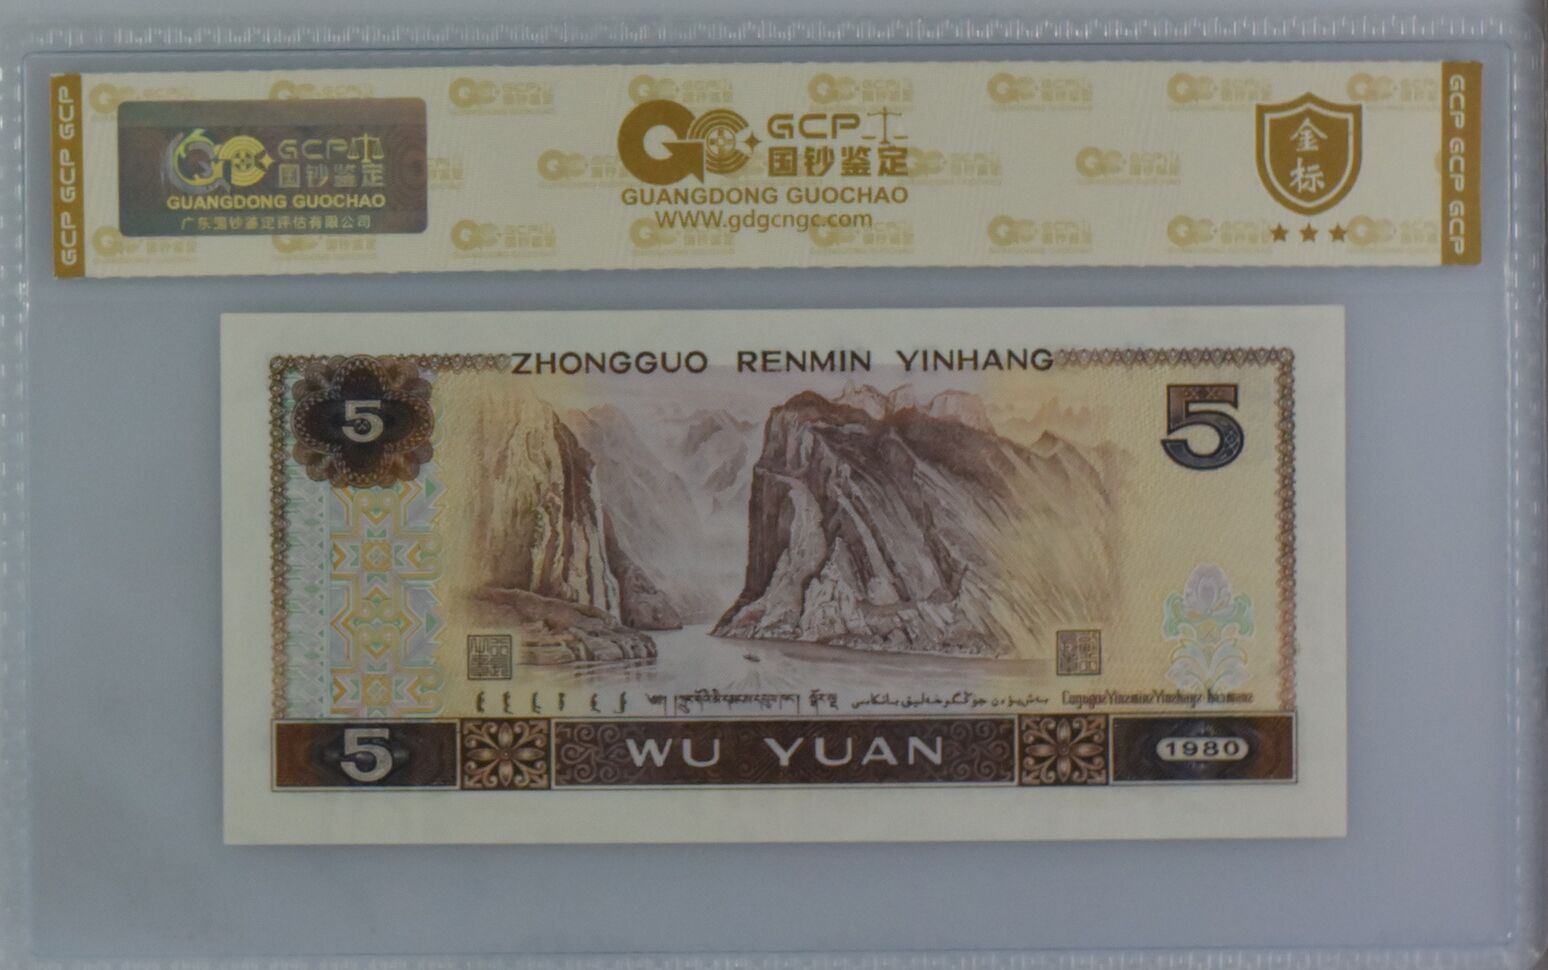 GCP GCP GCP
GCP
国钞鉴定
GUANGDONG GUOCHAO
广东国钞鉴定评估有限公司
GCP
国钞鉴定
GUANGDONG GUOCHAO
WWW.gdgcngc.com
金
标
GCP GCP GCP
ZHONGGUO RENMIN YINHANG
5
5
5
WU YUAN
1980